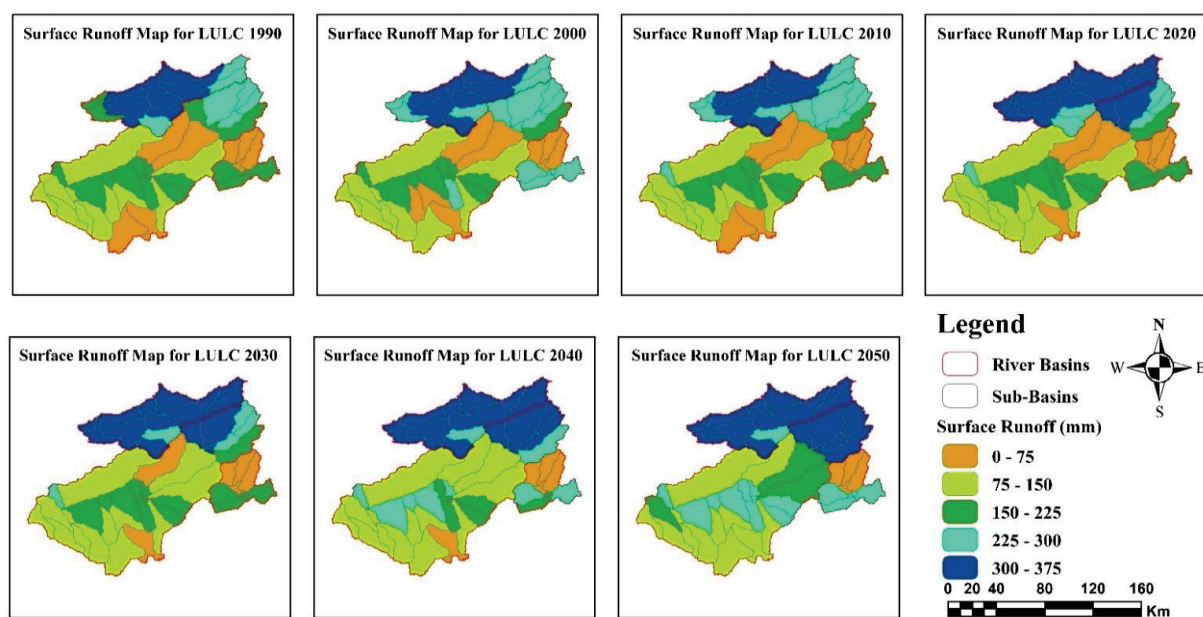 Surface Runoff Map for LULC 1990
Surface Runoff Map for LULC 2000
Surface Runoff Map for LULC 2010
Surface Runoff Map for LULC 2020
Surface Runoff Map for LULC 2030
Surface Runoff Map for LULC 2040
Surface Runoff Map for LULC 2050
Legend
River Basins
Sub-Basins
Surface Runoff (mm)
0 - 75
75 - 150
150 - 225
225 - 300
300 - 375
N
W E
S
0 20 40 80 120 160
Km